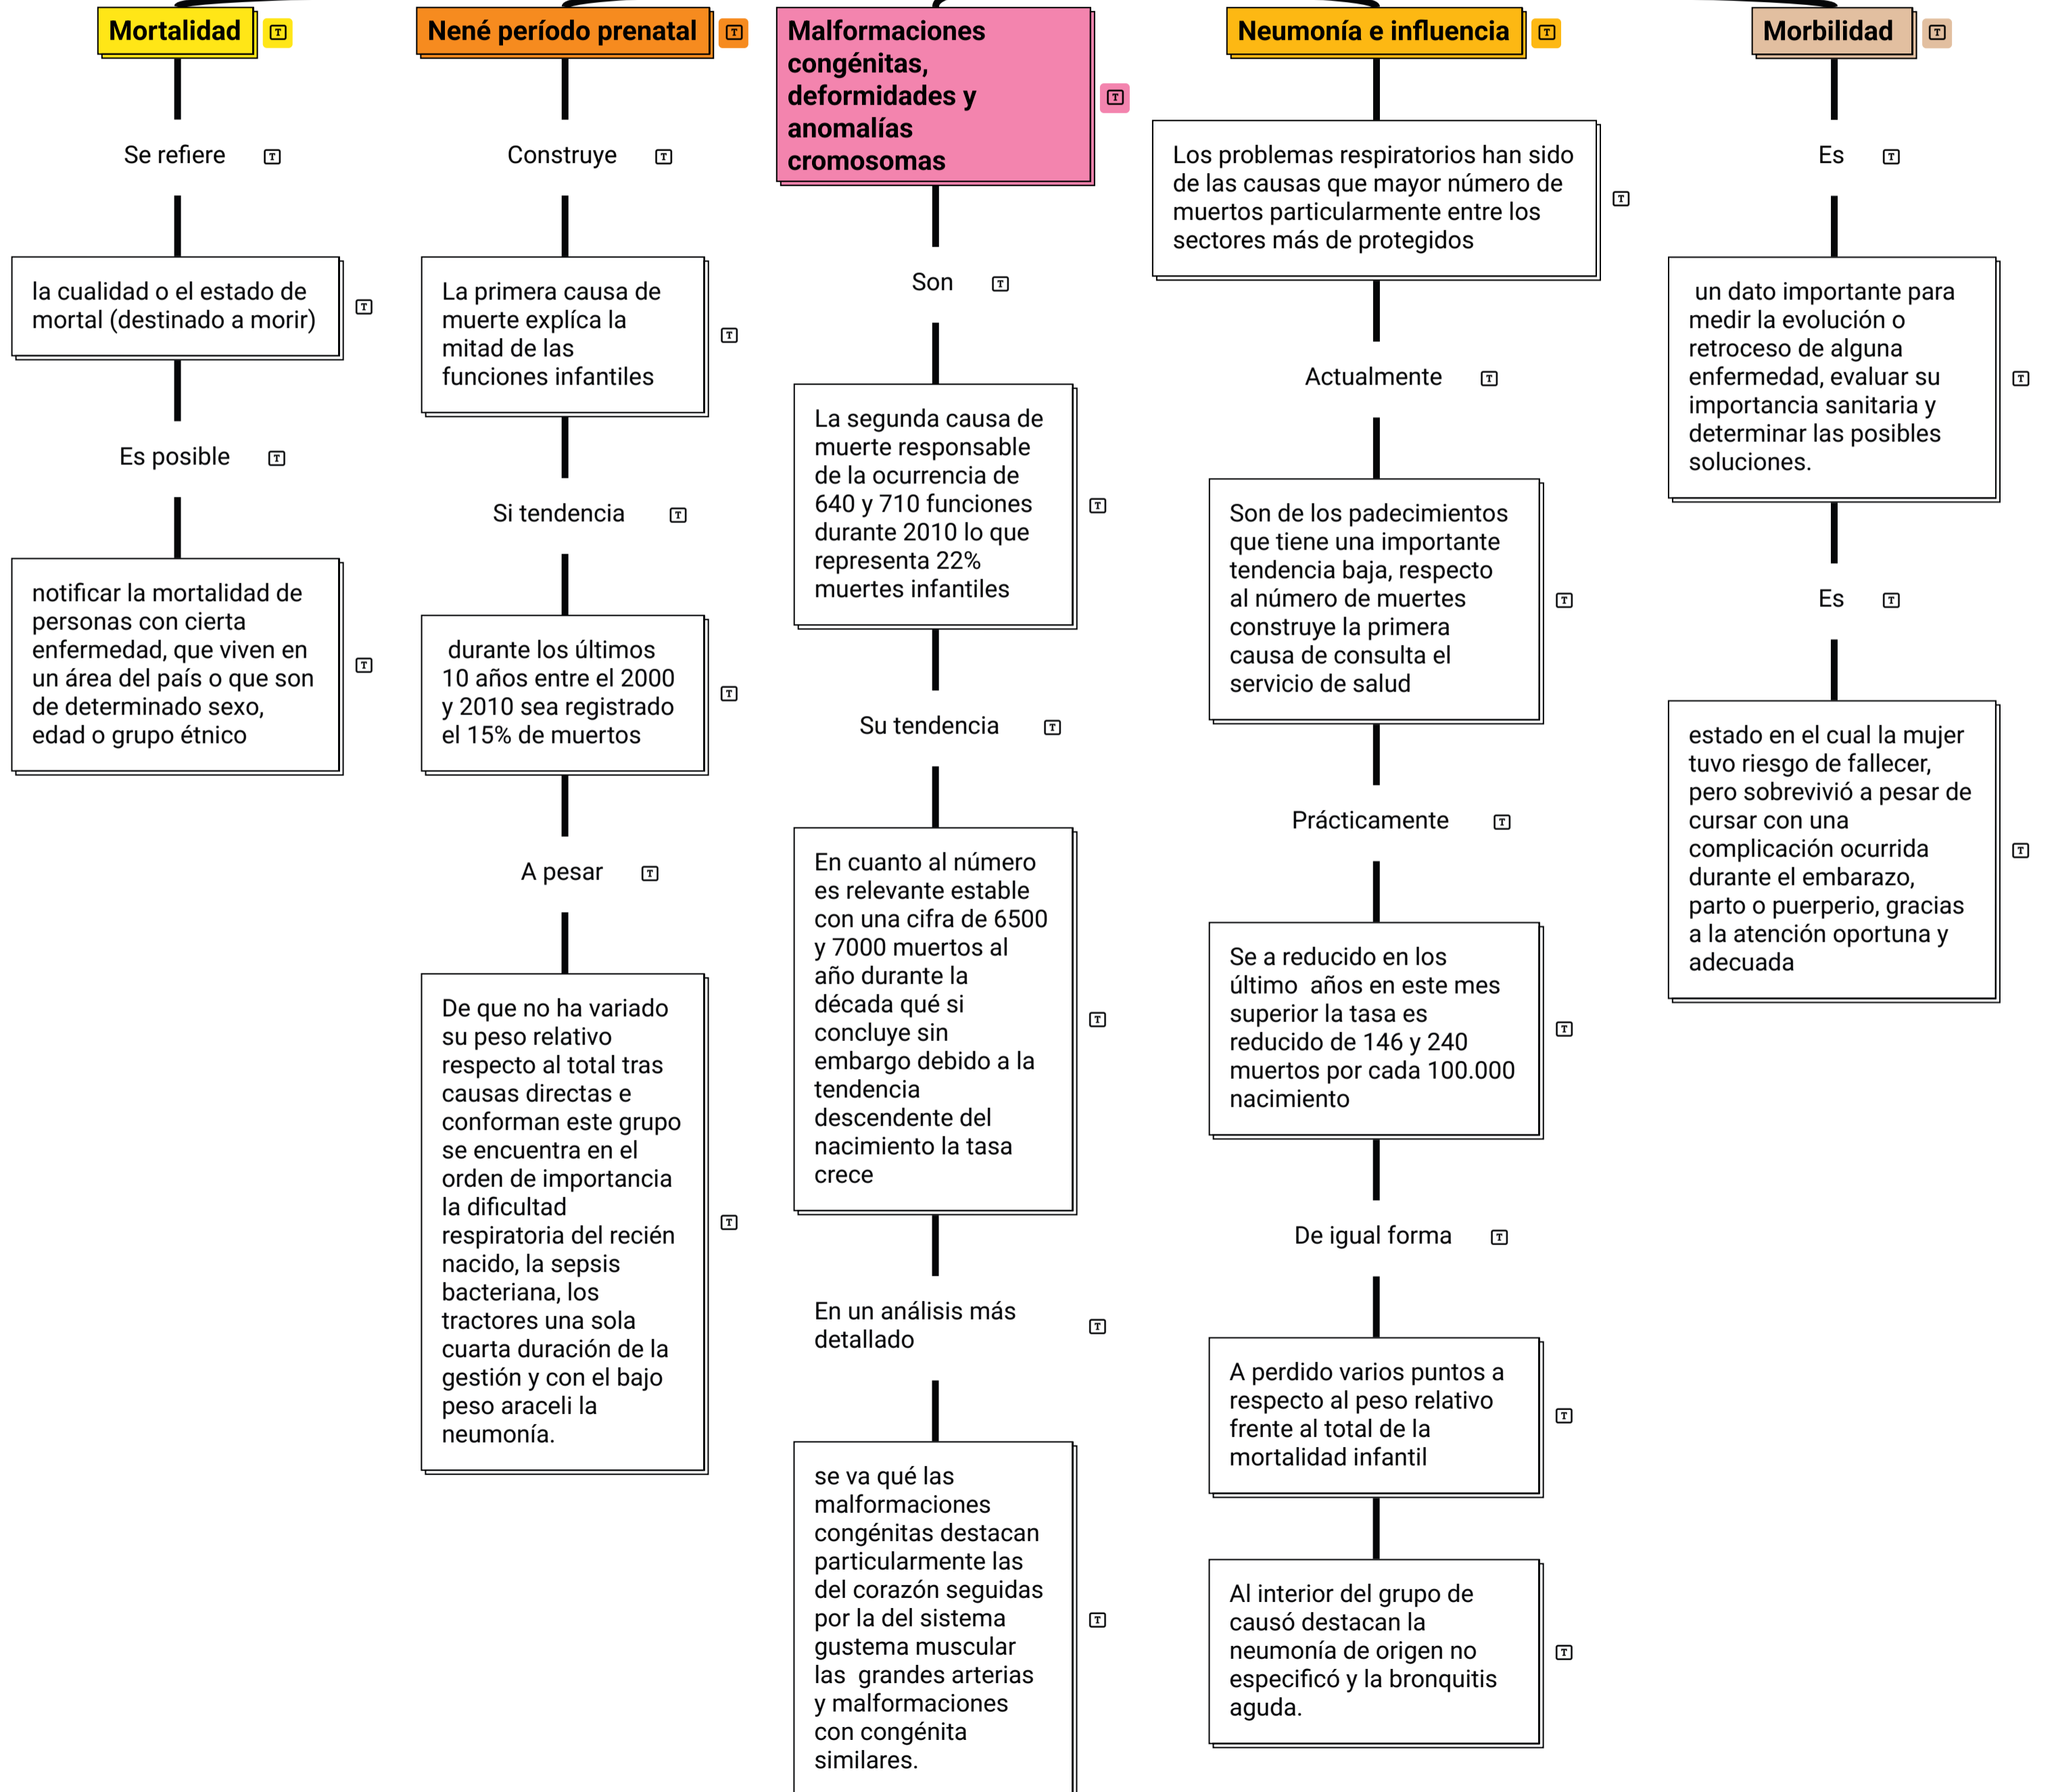 Mortalidad
Se refiere
la cualidad o el estado de
mortal (destinado a morir)
Es posible
notificar la mortalidad de
personas con cierta
enfermedad, que viven en
un área del país o que son
de determinado sexo,
edad o grupo étnico
Nené período prenatal
Construye
La primera causa de
muerte explíca la
mitad de las
funciones infantiles
Si tendencia
durante los últimos
10 años entre el 2000
y 2010 sea registrado
el 15% de muertos
A pesar
De que no ha variado
su peso relativo
respecto al total tras
causas directas e
conforman este grupo
se encuentra en el
orden de importancia
la dificultad
respiratoria del recién
nacido, la sepsis
bacteriana, los
tractores una sola
cuarta duración de la
gestión y con el bajo
peso araceli la
neumonía.
Malformaciones
congénitas,
deformidades y
anomalías
cromosomas
Son
La segunda causa de
muerte responsable
de la ocurrencia de
640 y 710 funciones
durante 2010 lo que
representa 22%
muertes infantiles
Su tendencia
En cuanto al número
es relevante estable
con una cifra de 6500
y 7000 muertos al
año durante la
década qué si
concluye sin
embargo debido a la
tendencia
descendente del
nacimiento la tasa
crece
En un análisis más
detallado
se va qué las
malformaciones
congénitas destacan
particularmente las
del corazón seguidas
por la del sistema
gustema muscular
las  grandes arterias
y malformaciones
con congénita
similares.
Neumonía e influencia
Los problemas respiratorios han sido
de las causas que mayor número de
muertos particularmente entre los
sectores más de protegidos
Actualmente
Son de los padecimientos
que tiene una importante
tendencia baja, respecto
al número de muertes
construye la primera
causa de consulta el
servicio de salud
Prácticamente
Se a reducido en los
último  años en este mes
superior la tasa es
reducido de 146 y 240
muertos por cada 100.000
nacimiento
De igual forma
A perdido varios puntos a
respecto al peso relativo
frente al total de la
mortalidad infantil
Al interior del grupo de
causó destacan la
neumonía de origen no
especificó y la bronquitis
aguda.
Morbilidad
Es
un dato importante para
medir la evolución o
retroceso de alguna
enfermedad, evaluar su
importancia sanitaria y
determinar las posibles
soluciones.
Es
estado en el cual la mujer
tuvo riesgo de fallecer,
pero sobrevivió a pesar de
cursar con una
complicación ocurrida
durante el embarazo,
parto o puerperio, gracias
a la atención oportuna y
adecuada